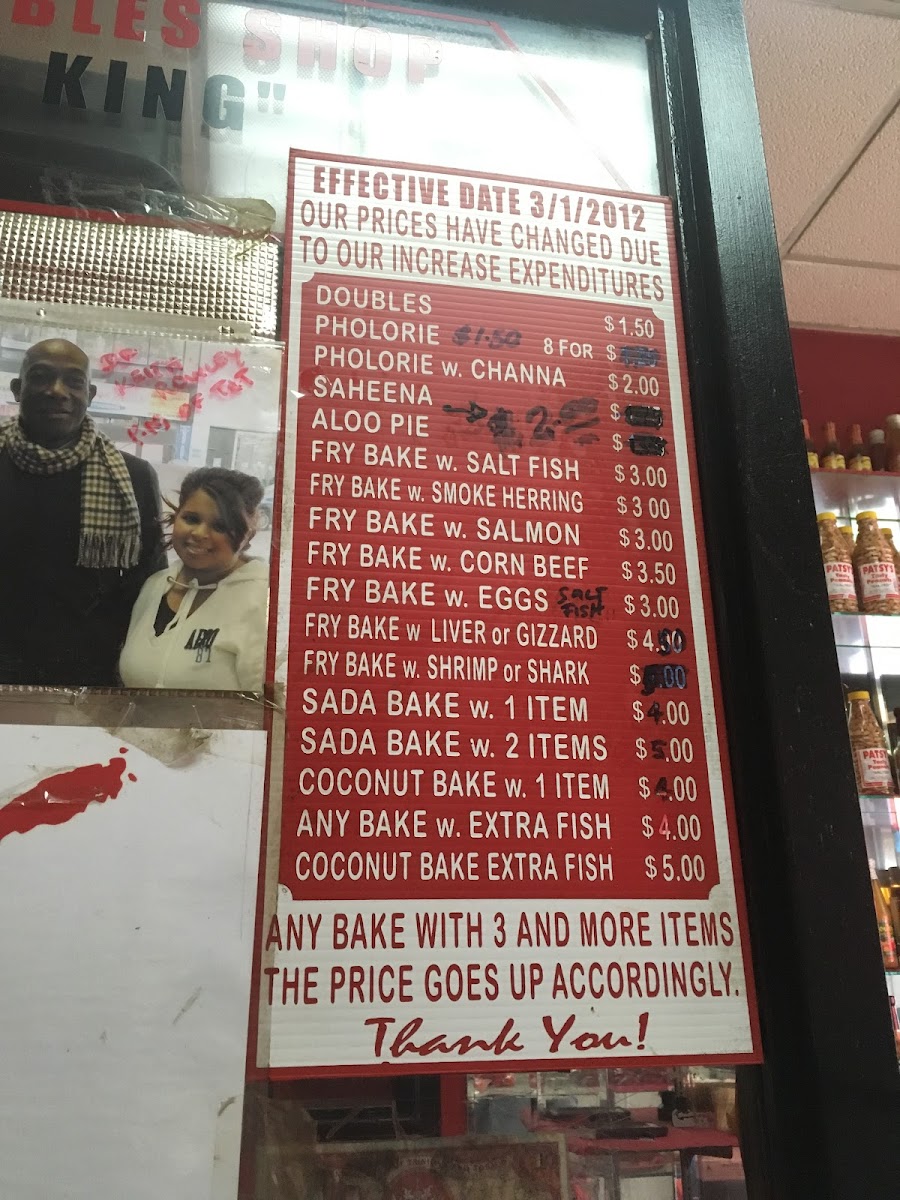 BLES SHOP
KING"
EFFECTIVE DATE 3/1/2012
OUR PRICES HAVE CHANGED DUE
TO OUR INCREASE EXPENDITURES
DOUBLES $1.50
PHOLORIE $1.50 8 FOR $
PHOLORIE w. CHANNA $2.00
SAHEENA $
ALOO PIE $2. $
FRY BAKE w. SALT FISH $3.00
FRY BAKE w. SMOKE HERRING $3 00
FRY BAKE w. SALMON $3.00
FRY BAKE w. CORN BEEF $3.50
FRY BAKE w. EGGS SALT FISH $3.00
FRY BAKE w LIVER or GIZZARD $4.50
FRY BAKE w. SHRIMP or SHARK $ .00
SADA BAKE w. 1 ITEM $4.00
SADA BAKE w. 2 ITEMS $5.00
COCONUT BAKE w. 1 ITEM $4.00
ANY BAKE w. EXTRA FISH $4.00
COCONUT BAKE EXTRA FISH $5.00
ANY BAKE WITH 3 AND MORE ITEMS
THE PRICE GOES UP ACCORDINGLY.
Thank You!
PATSY'S
PATSY'S
PATSY'S